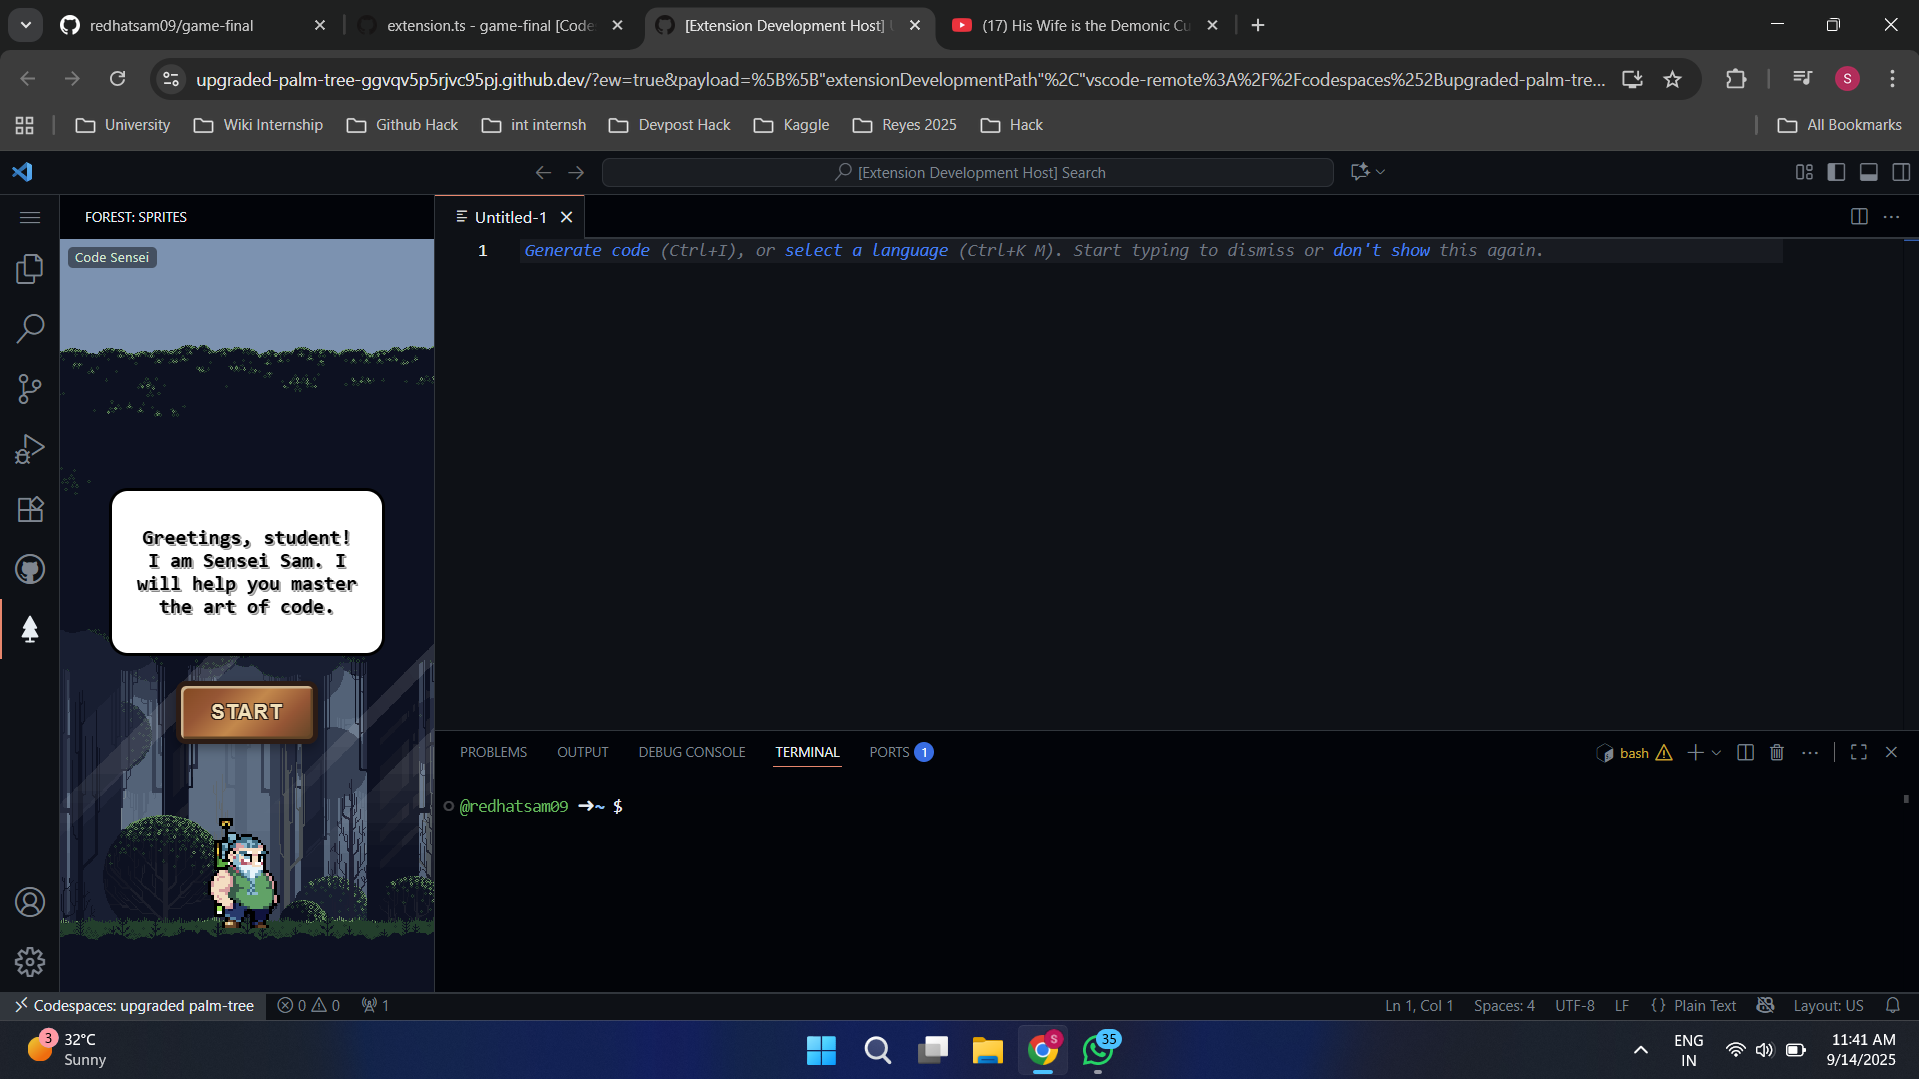 redhatsam09/game-final
extension.ts - game-final [Code
[Extension Development Host]
(17) His Wife is the Demonic Cu
upgraded-palm-tree-ggvqv5p5rjvc95pj.github.dev/?ew=true&payload=%5B%5B"extensionDevelopmentPath"%2C"vscode-remote%3A%2F%2Fcodespaces%252Bupgraded-palm-tre...
S
University
Wiki Internship
Github Hack
int internsh
Devpost Hack
Kaggle
Reyes 2025
Hack
All Bookmarks
[Extension Development Host] Search
FOREST: SPRITES
Untitled-1
Code Sensei
1 Generate code (Ctrl+I), or select a language (Ctrl+K M). Start typing to dismiss or don't show this again.
Greetings, student!
I am Sensei Sam. I
will help you master
the art of code.
START
PROBLEMS
OUTPUT
DEBUG CONSOLE
TERMINAL
PORTS 1
bash
@redhatsam09 ➜~ $
Codespaces: upgraded palm-tree
0
0
1
Ln 1, Col 1
Spaces: 4
UTF-8
LF
{} Plain Text
Layout: US
3
32°C
Sunny
S
35
ENG
IN
11:41 AM
9/14/2025